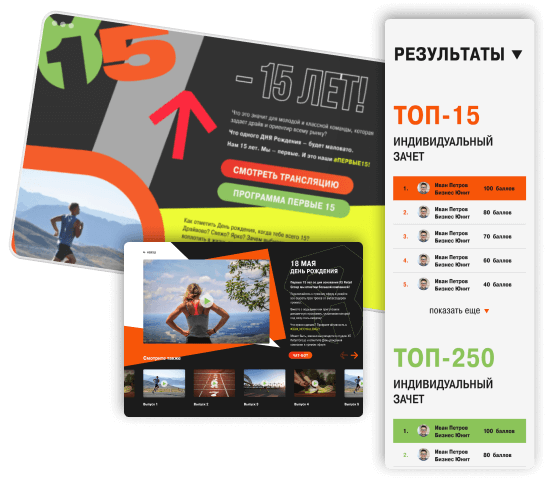 15
– 15 ЛЕТ!
Что это значит для молодой и классной команды, которая
задает драйв и ориентир всему рынку?
Что одного ДНЯ Рождения – будет маловато.
Нам 15 лет. Мы – первые. И это наши #ПЕРВЫЕ15!
СМОТРЕТЬ ТРАНСЛЯЦИЮ
ПРОГРАММА ПЕРВЫЕ 15
Как отметить День рождения, когда тебе всего 15?
Драйвово? Свежо? Ярко?
18 МАЯ
ДЕНЬ РОЖДЕНИЯ
Смотрите также
Выпуск 1
Выпуск 2
Выпуск 3
Выпуск 4
Выпуск 5
РЕЗУЛЬТАТЫ ▼
ТОП-15
ИНДИВИДУАЛЬНЫЙ
ЗАЧЕТ
1. Иван Петров 100 баллов
Бизнес Юнит
2. Иван Петров 80 баллов
Бизнес Юнит
3. Иван Петров 70 баллов
Бизнес Юнит
4. Иван Петров 60 баллов
Бизнес Юнит
5. Иван Петров 40 баллов
Бизнес Юнит
показать еще ▼
ТОП-250
ИНДИВИДУАЛЬНЫЙ
ЗАЧЕТ
1. Иван Петров 100 баллов
Бизнес Юнит
2. Иван Петров 80 баллов
Бизнес Юнит